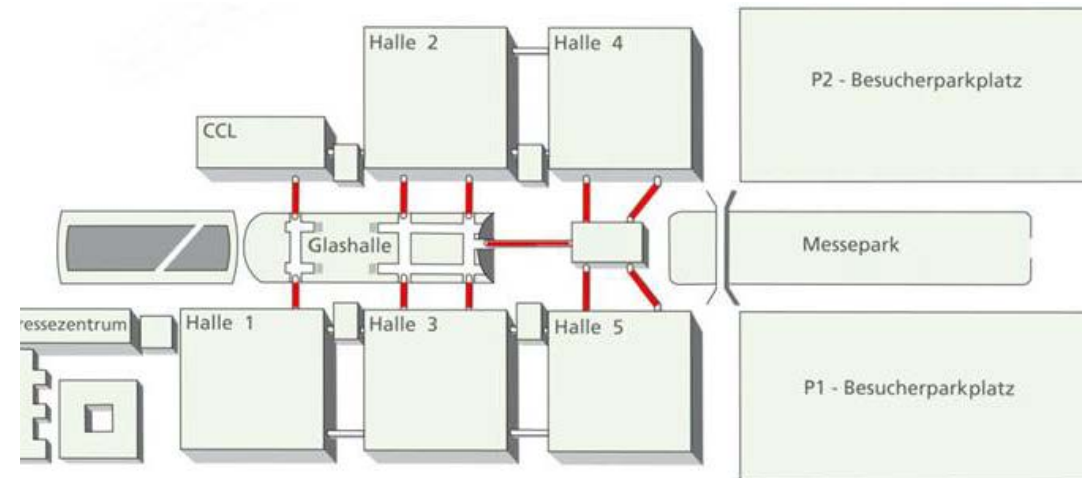 Halle 2
Halle 4
P2 - Besucherparkplatz
CCL
Glashalle
Messepark
ressezentrum
Halle 1
Halle 3
Halle 5
P1 - Besucherparkplatz